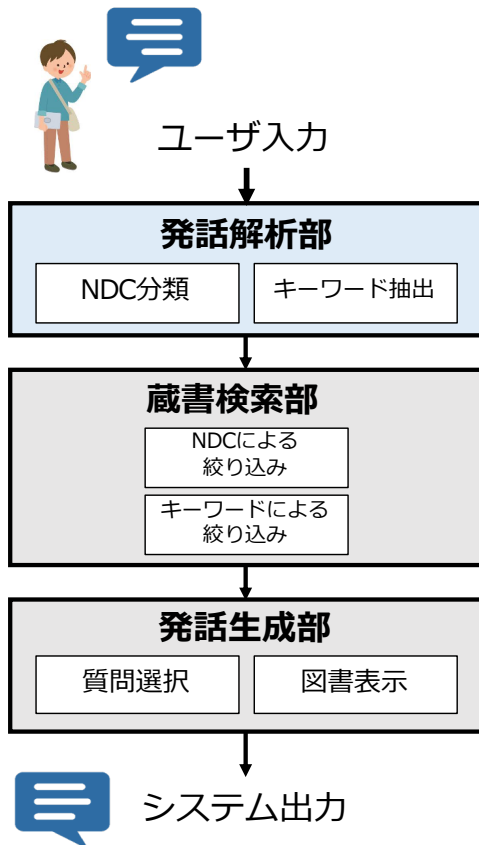 ユーザ入力
発話解析部
NDC分類
キーワード抽出
蔵書検索部
NDCによる
絞り込み
キーワードによる
絞り込み
発話生成部
質問選択
図書表示
システム出力